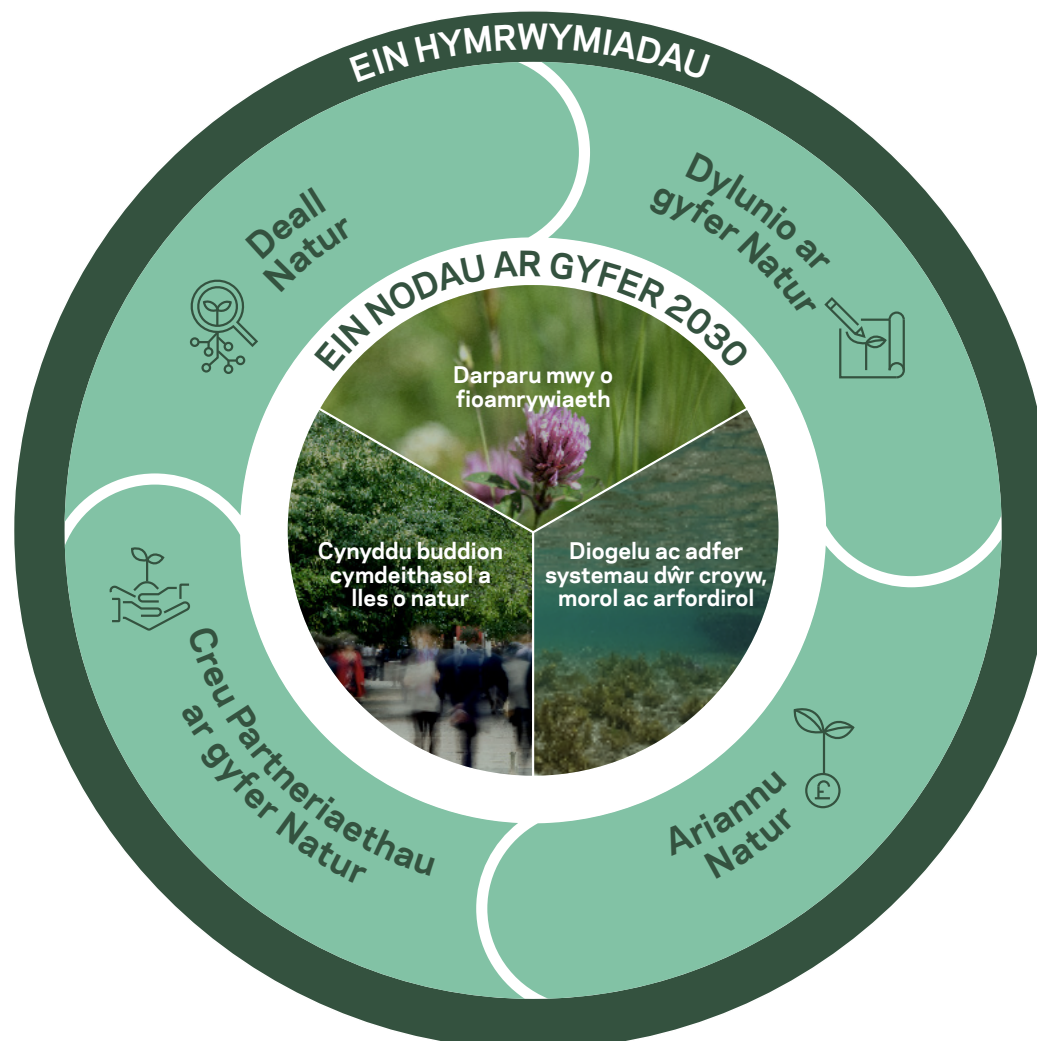 EIN HYMRWYMIADAU
Deall
Natur
Dylunio ar
gyfer Natur
EIN NODAU AR GYFER 2030
Darparu mwy o
fioamrywiaeth
Cynyddu buddion
cymdeithasol a
lles o natur
Diogelu ac adfer
systemau dŵr croyw,
morol ac arfordirol
Creu Partneriaethau
ar gyfer Natur
Ariannu
Natur
£